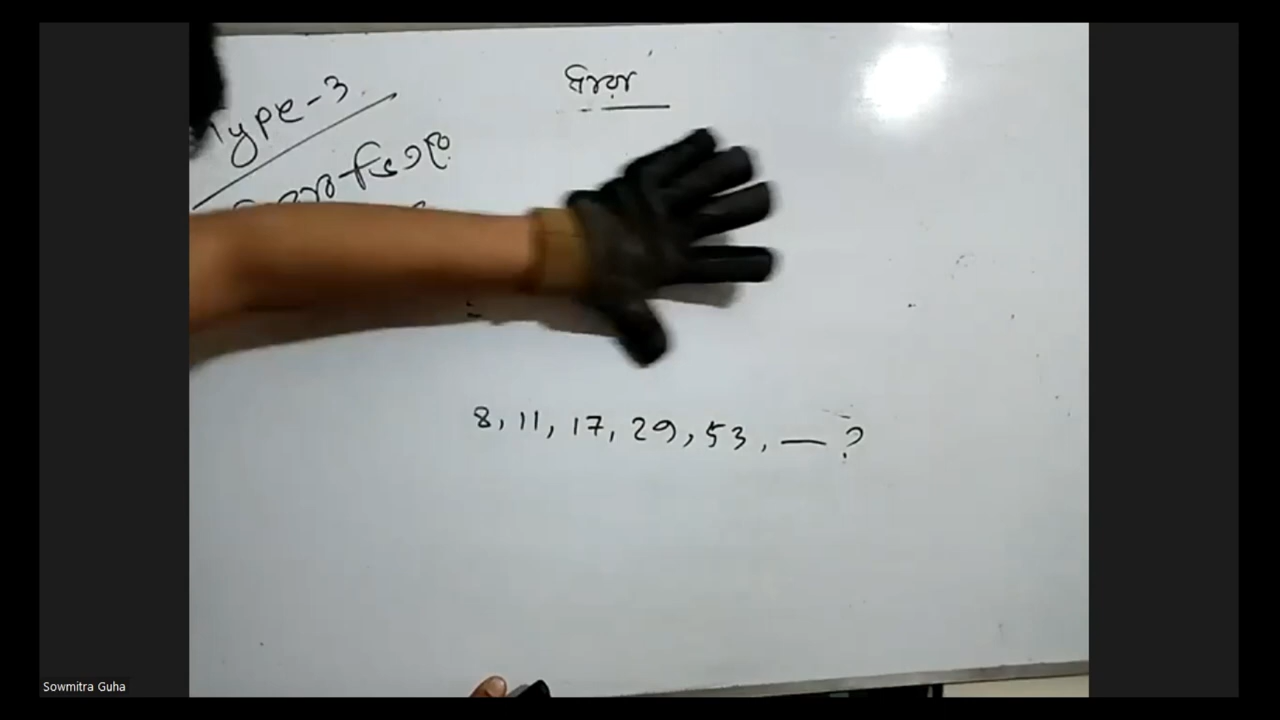 Type-3
ধারা
8, 11, 17, 29, 53, — ?
Sowmitra Guha